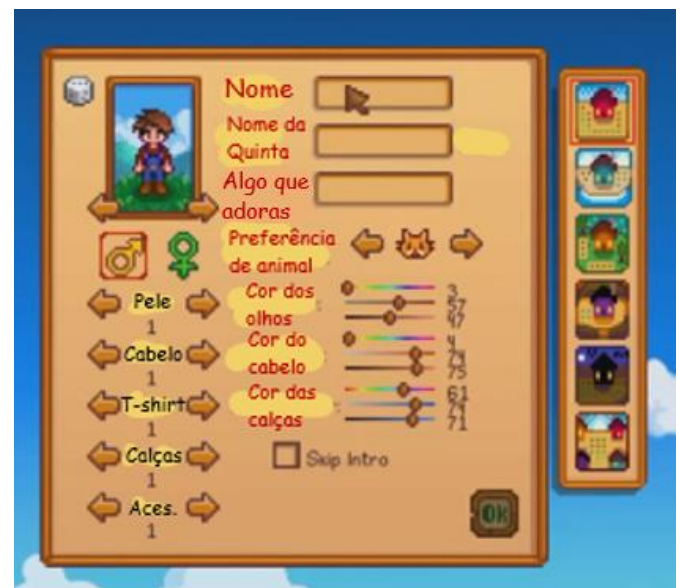 Nome
Nome da
Quinta
Algo que
adoras
Preferência
de animal
Pele
1
Cabelo
1
T-shirt
1
Calças
1
Aces.
1
Cor dos
olhos
:
3
57
47
Cor do
cabelo
4
74
75
Cor das
calças
:
61
74
71
Skip Intro
Ok